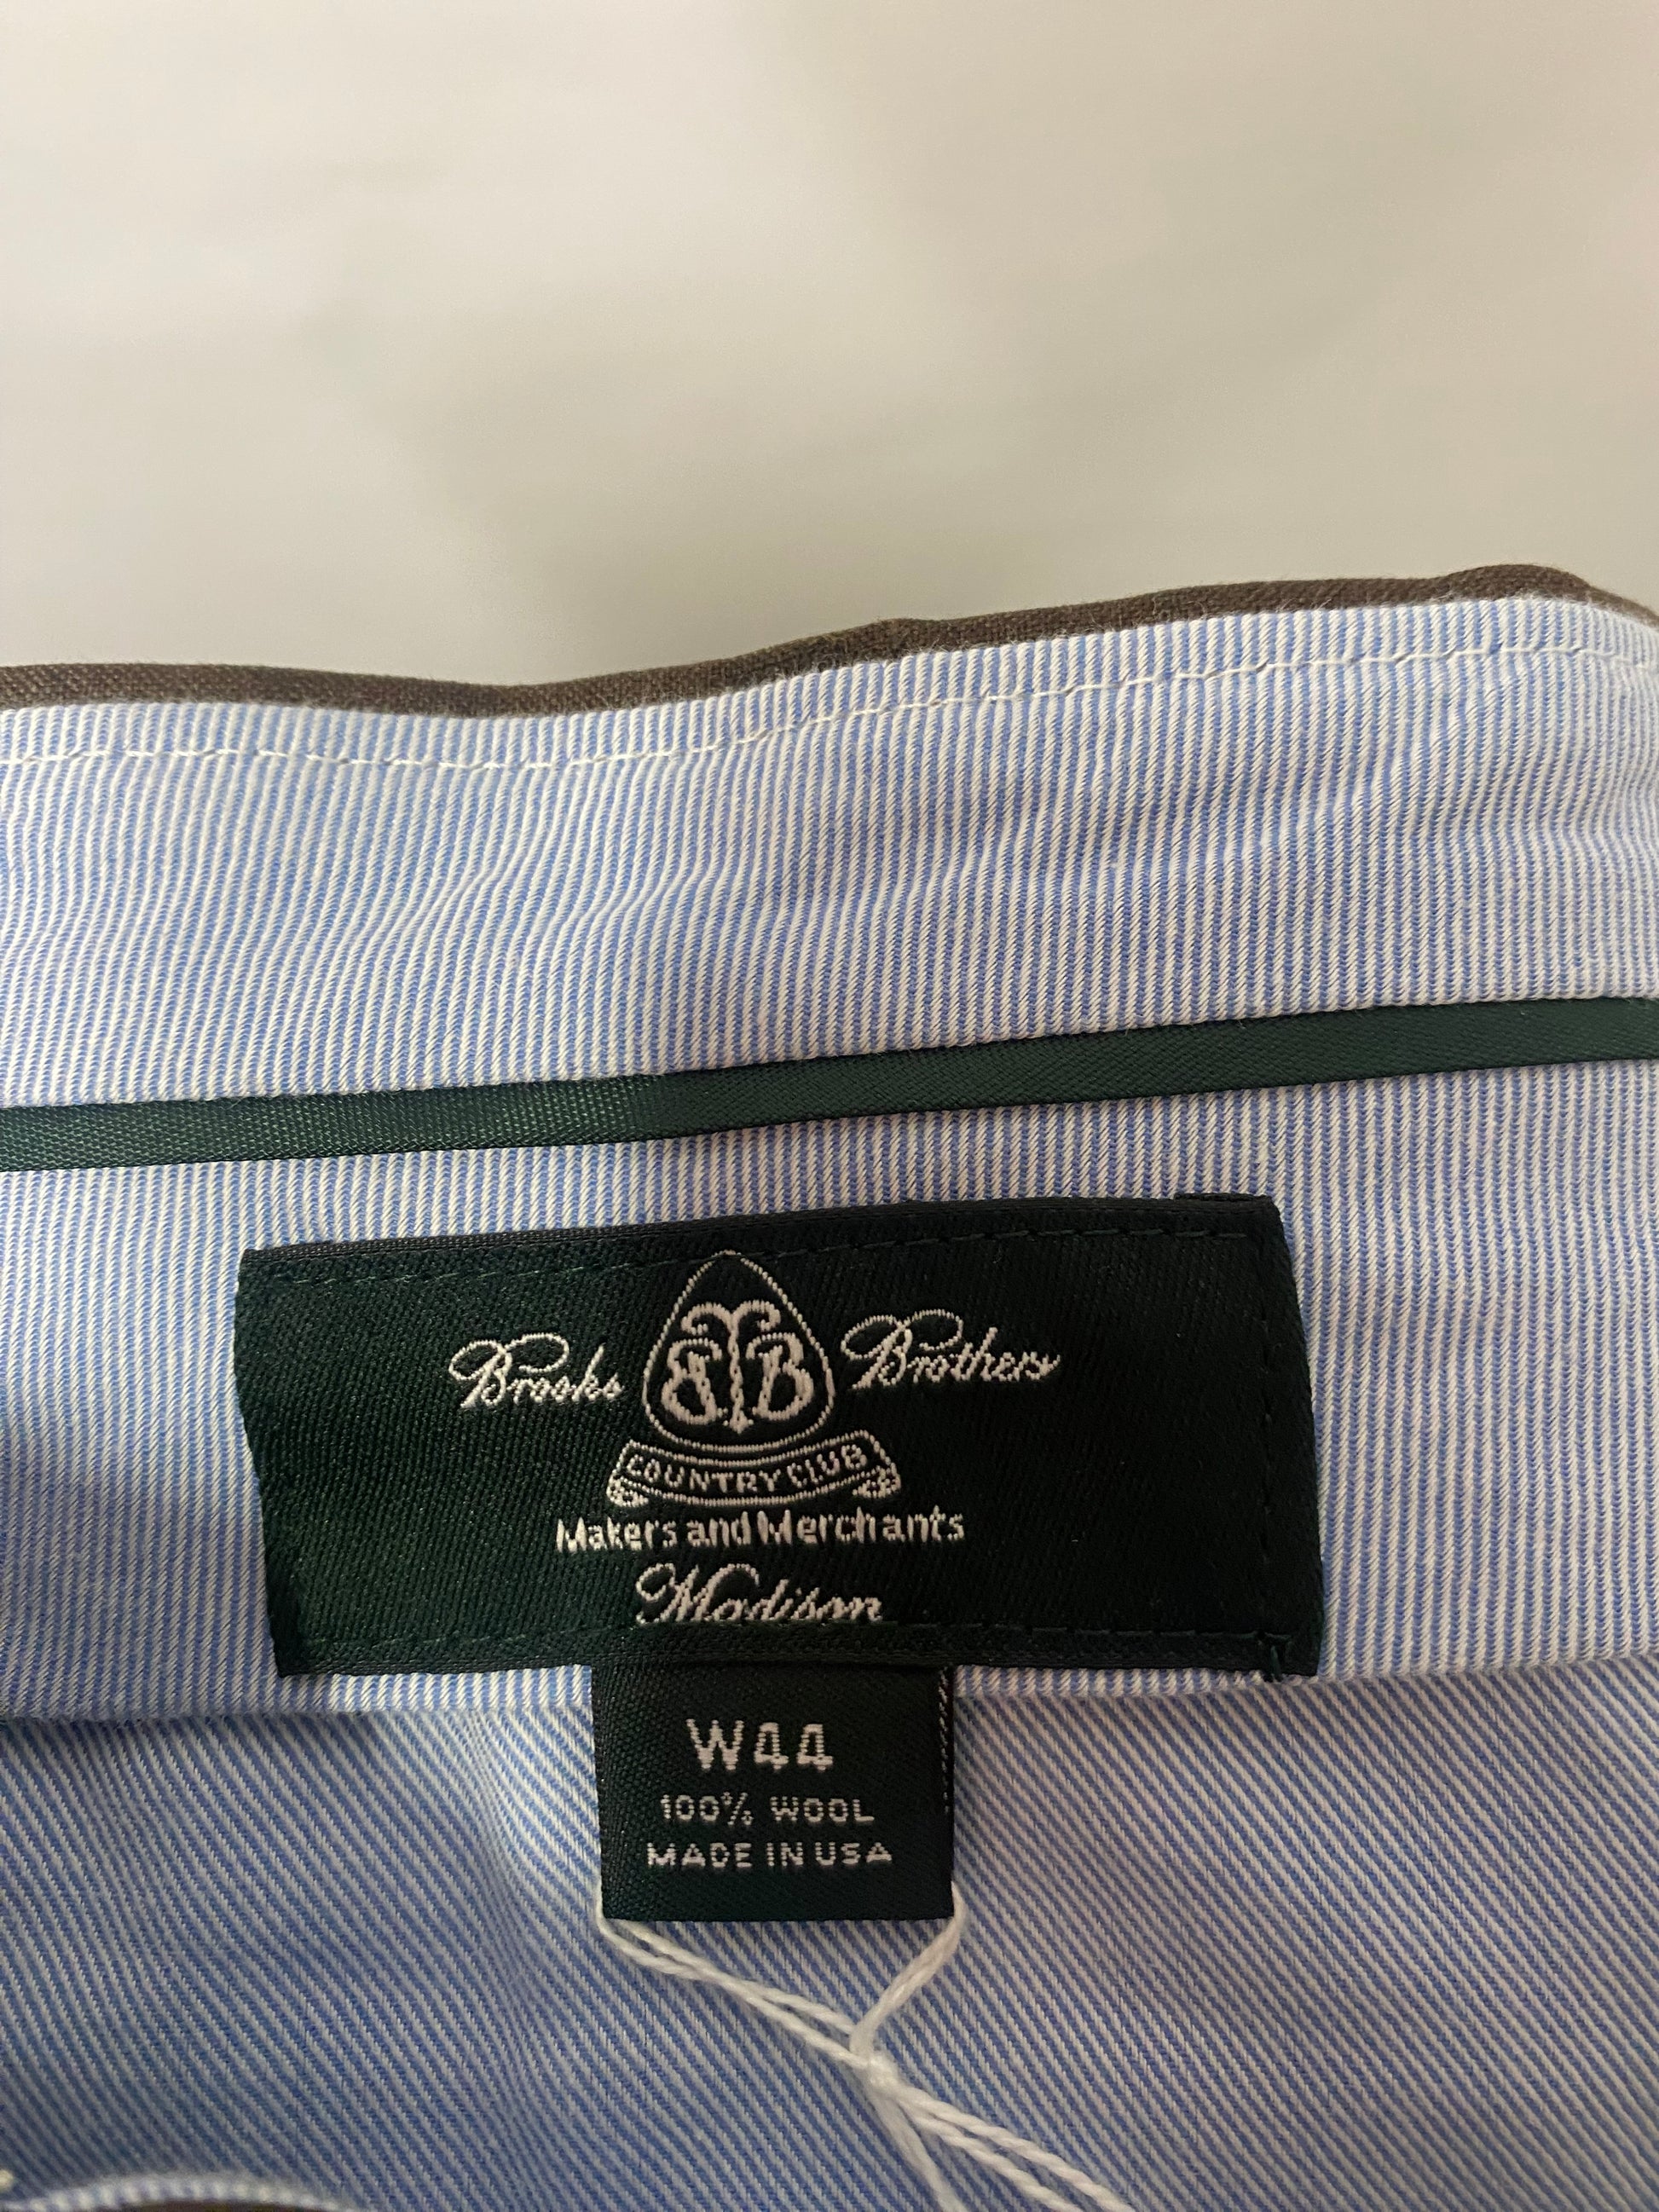 Brooks BB Brothers
COUNTRY CLUB
Makers and Merchants
Madison
W44
100% WOOL
MADE IN USA